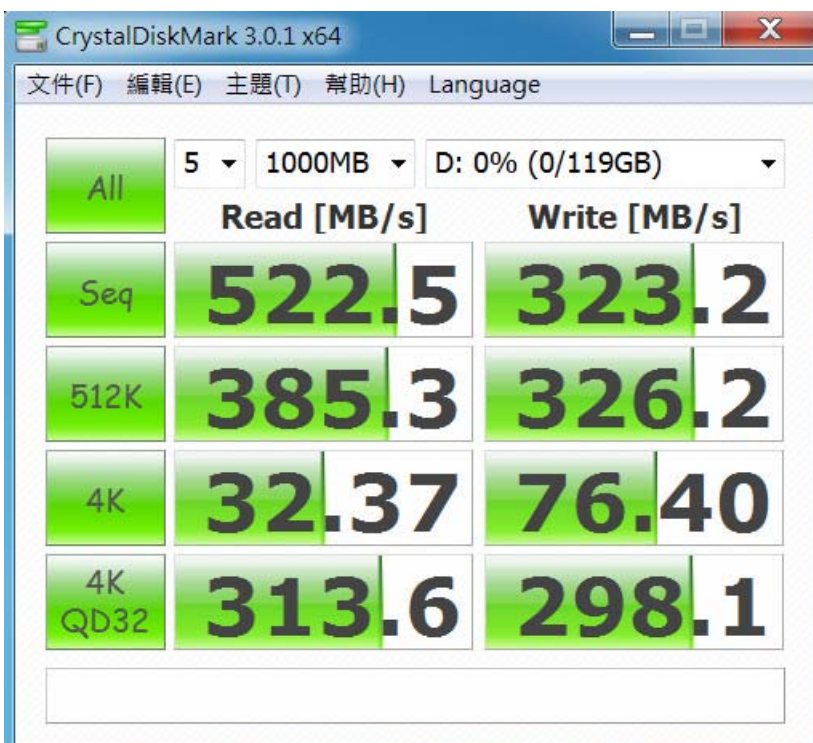 CrystalDiskMark 3.0.1 x64
文件(F) 編輯(E) 主題(T) 幫助(H) Language
All 5 1000MB D: 0% (0/119GB)
Read [MB/s] Write [MB/s]
Seq 522.5 323.2
512K 385.3 326.2
4K 32.37 76.40
4K QD32 313.6 298.1